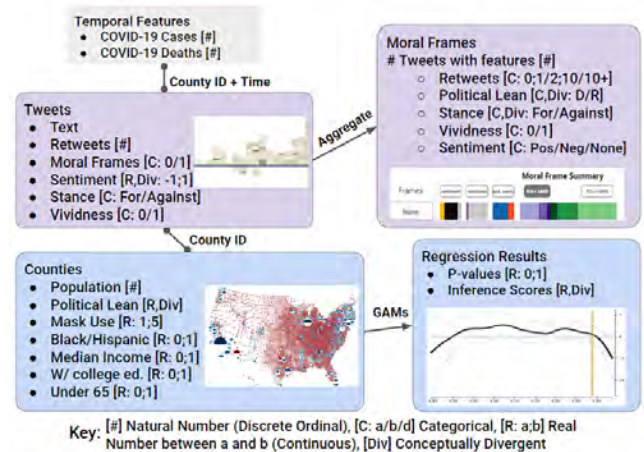 Temporal Features
● COVID-19 Cases [#]
● COVID-19 Deaths [#]
County ID + Time
Tweets
● Text
● Retweets [#]
● Moral Frames [C: 0/1]
● Sentiment [R,Div: -1;1]
● Stance [C: For/Against]
● Vividness [C: 0/1]
Aggregate
Moral Frames
# Tweets with features [#]
○ Retweets [C: 0;1/2;10/10+]
○ Political Lean [C,Div: D/R]
○ Stance [C,Div: For/Against]
○ Vividness [C: 0/1]
○ Sentiment [C: Pos/Neg/None]
Moral Frame Summary
Frames
None
County ID
Counties
● Population [#]
● Political Lean [R,Div]
● Mask Use [R: 1;5]
● Black/Hispanic [R: 0;1]
● Median Income [R: 0;1]
● W/ college ed. [R: 0;1]
● Under 65 [R: 0;1]
GAMs
Regression Results
● P-values [R: 0;1]
● Inference Scores [R,Div]
Key: [#] Natural Number (Discrete Ordinal), [C: a/b/d] Categorical, [R: a;b] Real
Number between a and b (Continuous), [Div] Conceptually Divergent